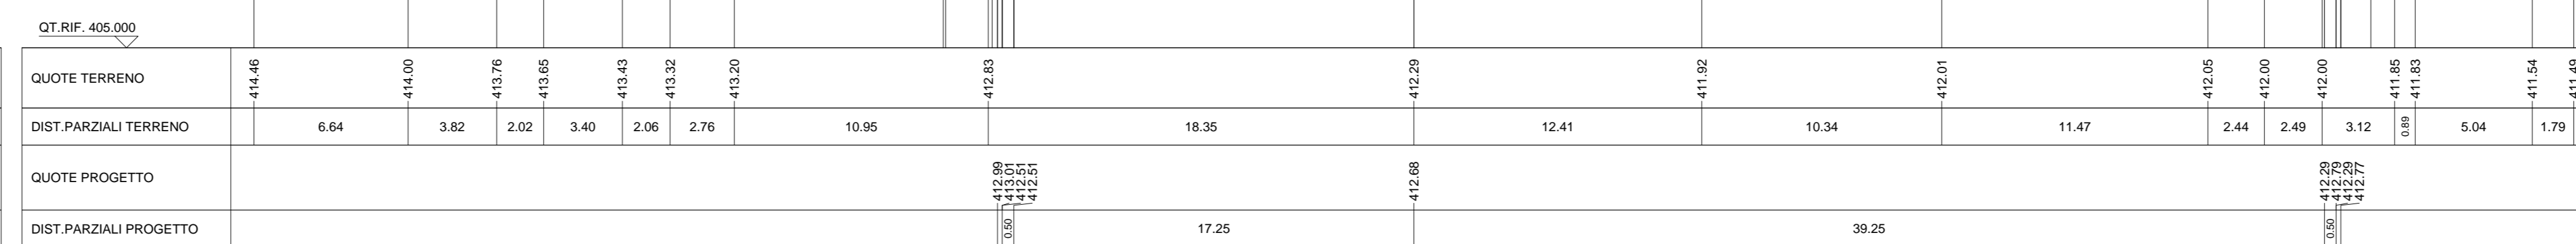 QT.RIF. 405.000
QUOTE TERRENO 414.46 414.00 413.76 413.65 413.43 413.32 413.20 412.83 412.29 411.92 412.01 412.05 412.00 412.00 411.85 411.83 411.54 411.49
DIST.PARZIALI TERRENO 6.64 3.82 2.02 3.40 2.06 2.76 10.95 18.35 12.41 10.34 11.47 2.44 2.49 3.12 0.89 5.04 1.79
QUOTE PROGETTO 412.99 413.01 412.51 412.51 412.68 412.29 412.79 412.29 412.77
DIST.PARZIALI PROGETTO 0.50 17.25 39.25 0.50